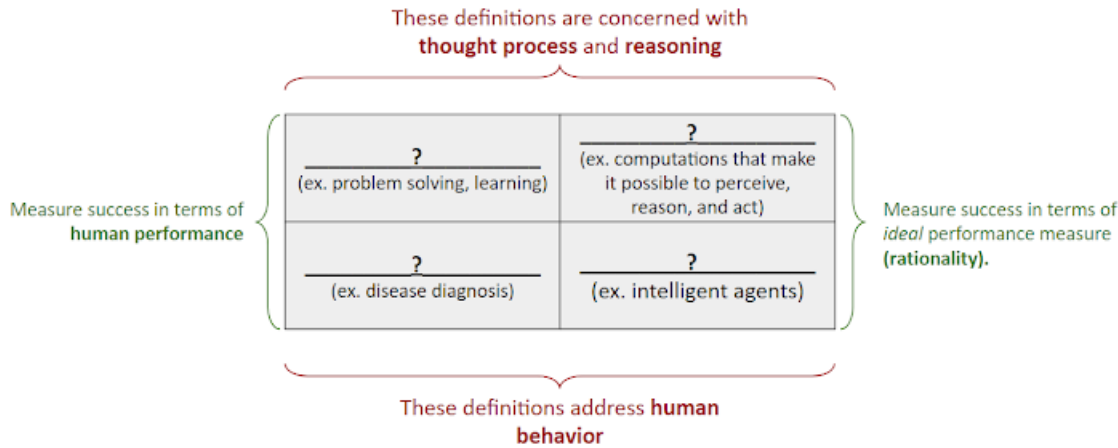 These definitions are concerned with
thought process and reasoning
?
(ex. problem solving, learning)
?
(ex. computations that make
it possible to perceive,
reason, and act)
Measure success in terms of
human performance
Measure success in terms of
ideal performance measure
(rationality).
?
(ex. disease diagnosis)
?
(ex. intelligent agents)
These definitions address human
behavior